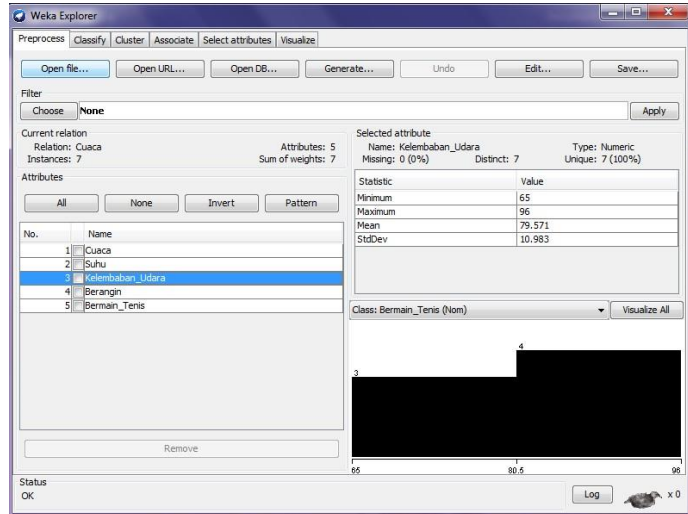 Weka Explorer
Preprocess Classify Cluster Associate Select attributes Visualize
Open file... Open URL... Open DB... Generate... Undo Edit... Save...
Filter
Choose None Apply
Current relation
Relation: Cuaca Attributes: 5
Instances: 7 Sum of weights: 7
Attributes
All None Invert Pattern
No. Name
1 Cuaca
2 Suhu
3 Kelembaban_Udara
4 Berangin
5 Bermain_Tenis
Remove
Selected attribute
Name: Kelembaban_Udara Type: Numeric
Missing: 0 (0%) Distinct: 7 Unique: 7 (100%)
Statistic Value
Minimum 65
Maximum 96
Mean 79.571
StdDev 10.983
Class: Bermain_Tenis (Nom) Visualize All
4
3
65 80.5 96
Status
OK
Log x 0